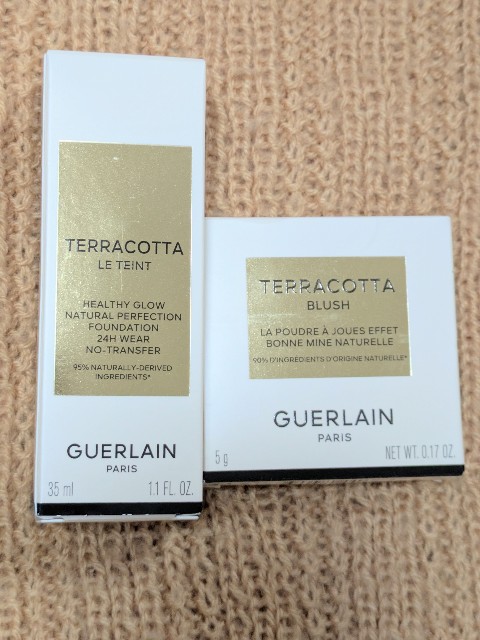 TERRACOTTA
LE TEINT
HEALTHY GLOW
NATURAL PERFECTION
FOUNDATION
24H WEAR
NO-TRANSFER
95% NATURALLY-DERIVED
INGREDIENTS*
GUERLAIN
PARIS
35 ml 1.1 FL. OZ.
TERRACOTTA
BLUSH
LA POUDRE À JOUES EFFET
BONNE MINE NATURELLE
90% D'INGRÉDIENTS D'ORIGINE NATURELLE*
GUERLAIN
PARIS
5 g NET WT. 0.17 OZ.